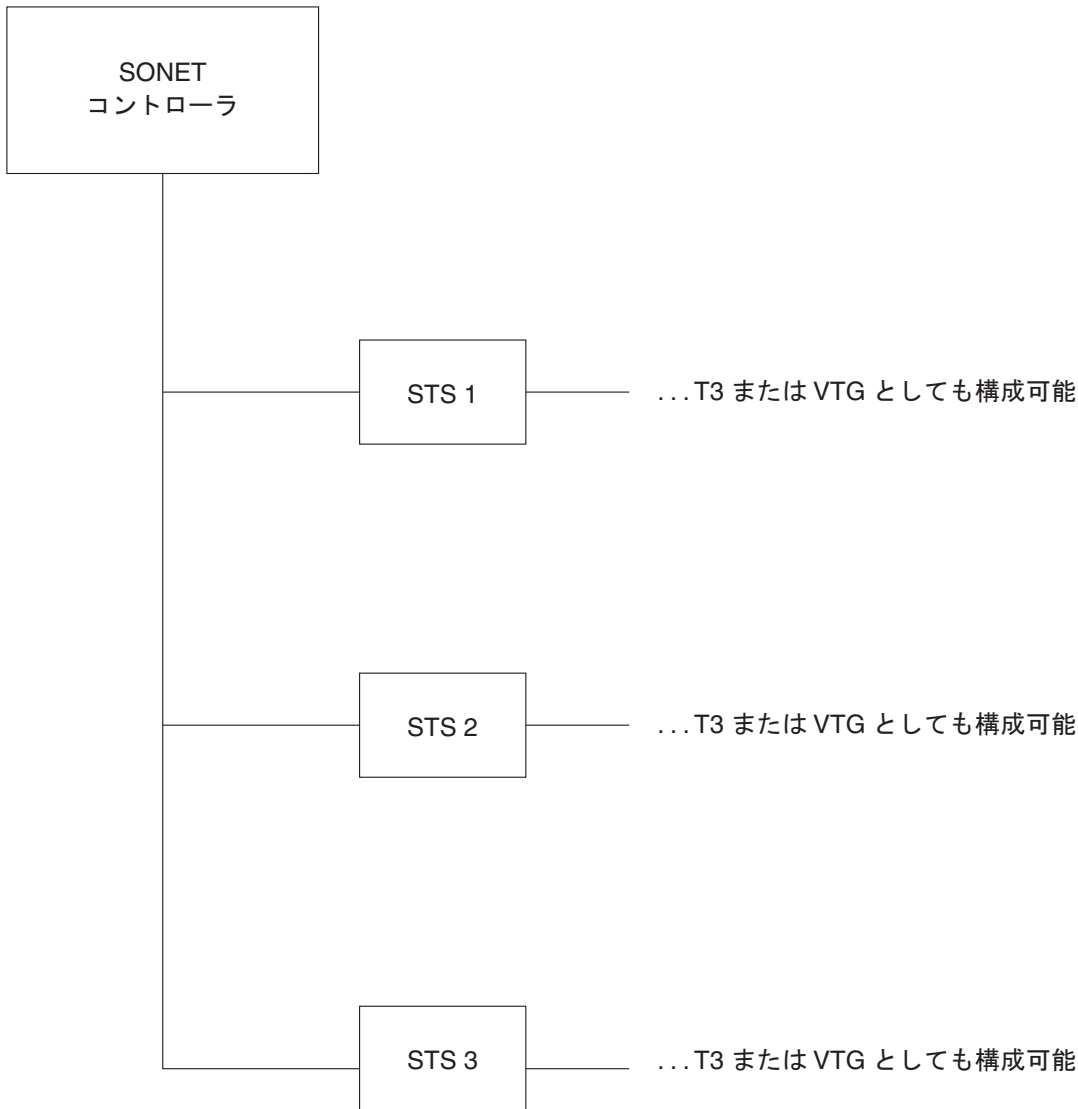 SONET
コントローラ
STS 1
...T3 または VTG としても構成可能
STS 2
...T3 または VTG としても構成可能
STS 3
...T3 または VTG としても構成可能